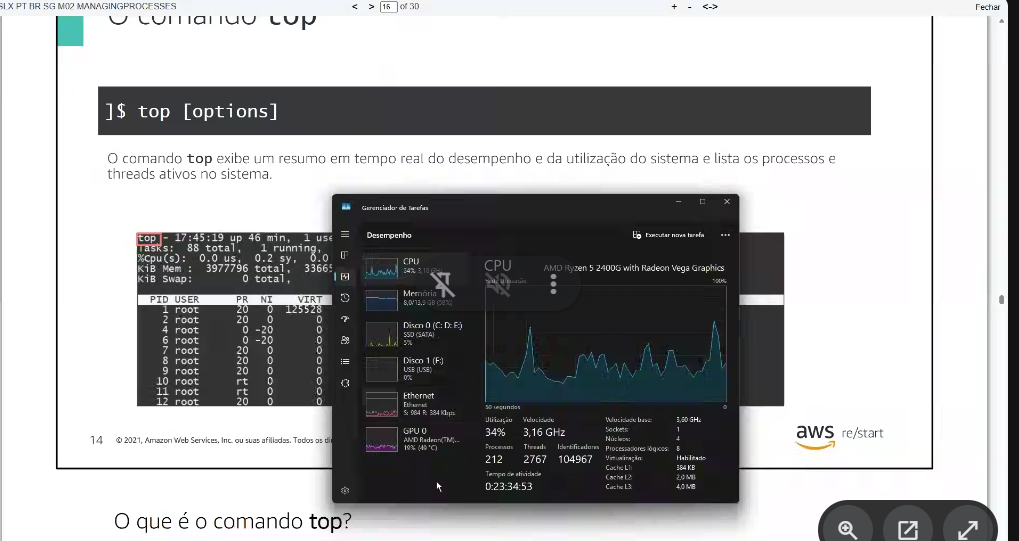 SLX PT BR SG M02 MANAGINGPROCESSES
< > 16 of 30
+ - <->
Fechar
O comando top
]$ top [options]
O comando top exibe um resumo em tempo real do desempenho e da utilização do sistema e lista os processos e
threads ativos no sistema.
top - 17:45:19 up 46 min, 1 use
Tasks: 88 total, 1 running,
%Cpu(s): 0.0 us, 0.2 sy, 0.0
KiB Mem : 3977796 total, 33665
KiB Swap: 0 total,
PID USER PR NI VIRT
1 root 20 0 125528
2 root 20 0 0
4 root 0 -20 0
6 root 0 -20 0
7 root 20 0 0
8 root 20 0 0
9 root 20 0 0
10 root rt 0 0
11 root rt 0 0
12 root 20 0 0
Gerenciador de Tarefas
Desempenho
Executar nova tarefa
CPU
34%
Memória
Disco 0 (C: D: E:)
SSD (SATA)
5%
Disco 1 (F:)
USB (USB)
0%
Ethernet
Ethernet
S: 984 R: 384 Kbps
GPU 0
AMD Radeon(TM)...
19% (49 °C)
CPU
AMD Ryzen 5 2400G with Radeon Vega Graphics
100%
0
Utilização Velocidade
34% 3,16 GHz
Processos Threads Identificadores
212 2767 104967
Tempo de atividade
0:23:34:53
Velocidade base: 3,60 GHz
Sockets: 1
Núcleos: 4
Processadores lógicos: 8
Virtualização: Habilitado
Cache L1: 384 KB
Cache L2: 2,0 MB
Cache L3: 4,0 MB
14
© 2021, Amazon Web Services, Inc. ou suas afiliadas. Todos os di
aws re/start
O que é o comando top?